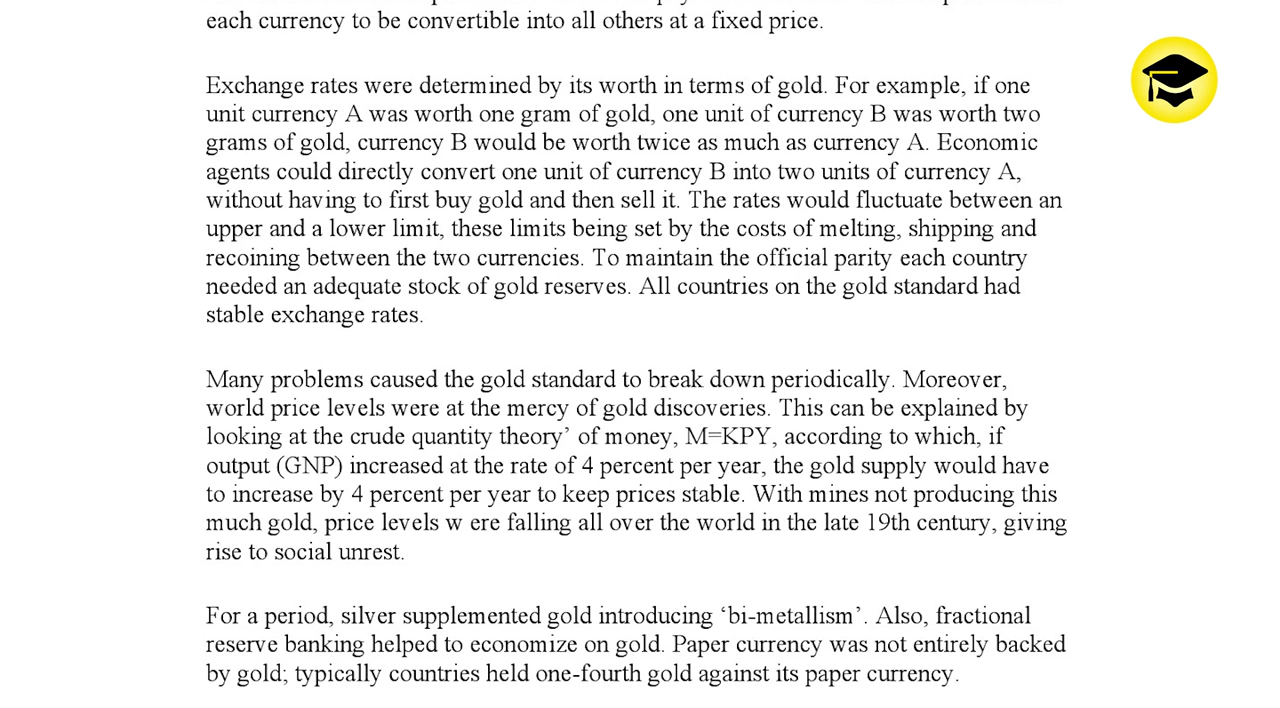 each currency to be convertible into all others at a fixed price.
Exchange rates were determined by its worth in terms of gold. For example, if one
unit currency A was worth one gram of gold, one unit of currency B was worth two
grams of gold, currency B would be worth twice as much as currency A. Economic
agents could directly convert one unit of currency B into two units of currency A,
without having to first buy gold and then sell it. The rates would fluctuate between an
upper and a lower limit, these limits being set by the costs of melting, shipping and
recoining between the two currencies. To maintain the official parity each country
needed an adequate stock of gold reserves. All countries on the gold standard had
stable exchange rates.
Many problems caused the gold standard to break down periodically. Moreover,
world price levels were at the mercy of gold discoveries. This can be explained by
looking at the crude quantity theory’ of money, M=KPY, according to which, if
output (GNP) increased at the rate of 4 percent per year, the gold supply would have
to increase by 4 percent per year to keep prices stable. With mines not producing this
much gold, price levels w ere falling all over the world in the late 19th century, giving
rise to social unrest.
For a period, silver supplemented gold introducing ‘bi-metallism’. Also, fractional
reserve banking helped to economize on gold. Paper currency was not entirely backed
by gold; typically countries held one-fourth gold against its paper currency.